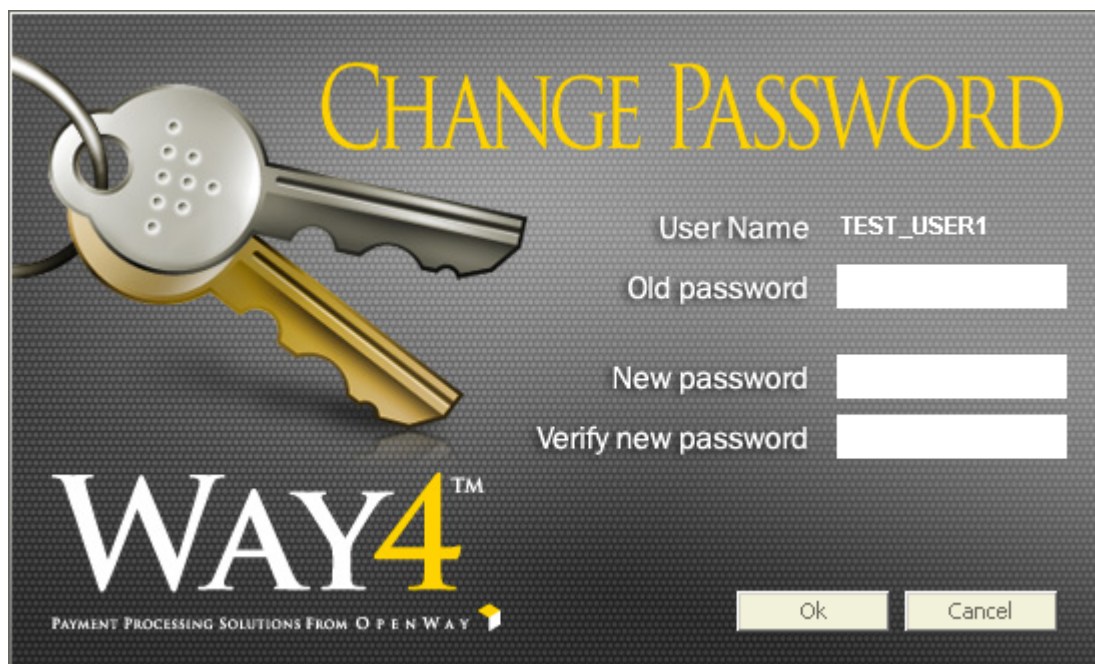 CHANGE PASSWORD
User Name TEST_USER1
Old password
New password
Verify new password
WAY4™
PAYMENT PROCESSING SOLUTIONS FROM OPENWAY
Ok Cancel